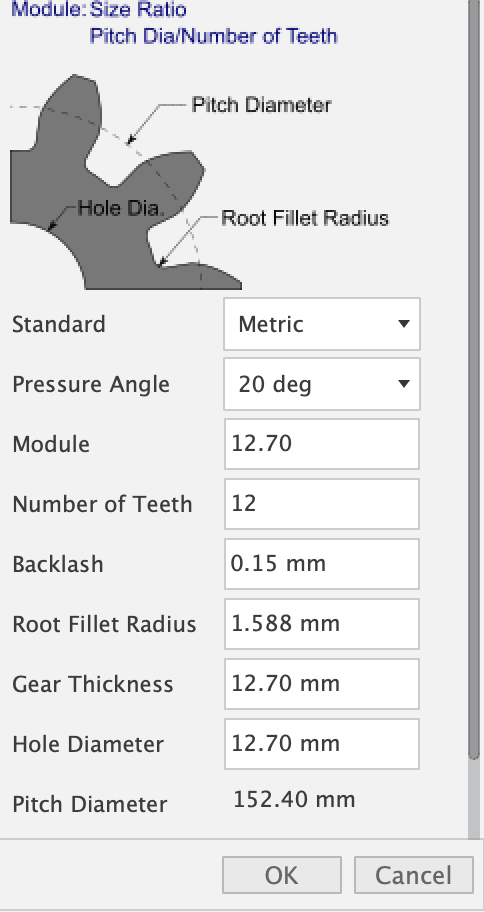 Module: Size Ratio
Pitch Dia/Number of Teeth
Pitch Diameter
Hole Dia.
Root Fillet Radius
Standard Metric
Pressure Angle 20 deg
Module 12.70
Number of Teeth 12
Backlash 0.15 mm
Root Fillet Radius 1.588 mm
Gear Thickness 12.70 mm
Hole Diameter 12.70 mm
Pitch Diameter 152.40 mm
OK Cancel